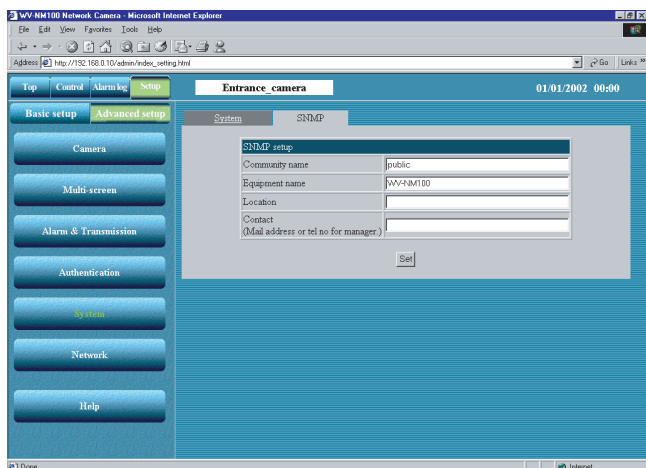 WV-NM100 Network Camera - Microsoft Internet Explorer
File Edit View Favorites Tools Help
Address http://192.168.0.10/admin/index_setting.html Go Links »
Top Control Alarm log Setup Entrance_camera 01/01/2002 00:00
Basic setup Advanced setup
System SNMP
Camera
Multi-screen
Alarm & Transmission
Authentication
System
Network
Help
SNMP setup
Community name public
Equipment name WV-NM100
Location
Contact
(Mail address or tel no for manager.)
Set
Done Internet